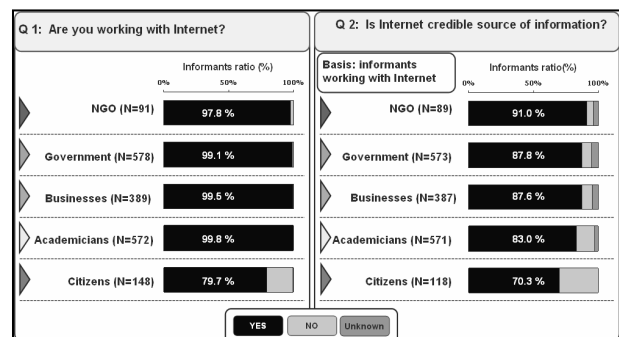 Q 1: Are you working with Internet?
Informants ratio (%)
0% 50% 100%
NGO (N=91) 97.8 %
Government (N=578) 99.1 %
Businesses (N=389) 99.5 %
Academicians (N=572) 99.8 %
Citizens (N=148) 79.7 %
Q 2: Is Internet credible source of information?
Basis: informants
working with Internet
Informants ratio(%)
0% 50% 100%
NGO (N=89) 91.0 %
Government (N=573) 87.8 %
Businesses (N=387) 87.6 %
Academicians (N=571) 83.0 %
Citizens (N=118) 70.3 %
YES NO Unknown